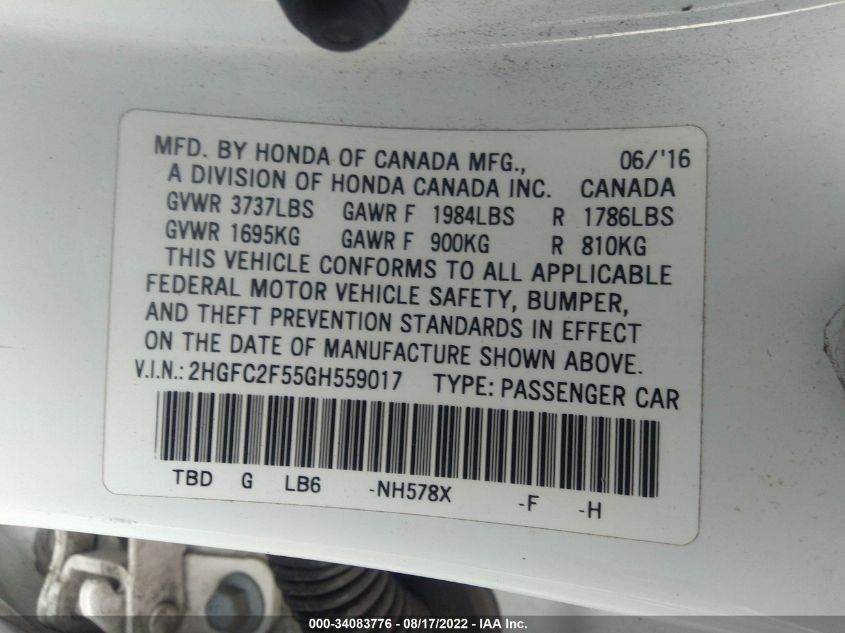 MFD. BY HONDA OF CANADA MFG., 06/'16
A DIVISION OF HONDA CANADA INC. CANADA
GVWR 3737LBS GAWR F 1984LBS R 1786LBS
GVWR 1695KG GAWR F 900KG R 810KG
THIS VEHICLE CONFORMS TO ALL APPLICABLE
FEDERAL MOTOR VEHICLE SAFETY, BUMPER,
AND THEFT PREVENTION STANDARDS IN EFFECT
ON THE DATE OF MANUFACTURE SHOWN ABOVE.
V.I.N.: 2HGFC2F55GH559017 TYPE: PASSENGER CAR
TBD G LB6 -NH578X -F -H
000-34083776 - 08/17/2022 - IAA Inc.